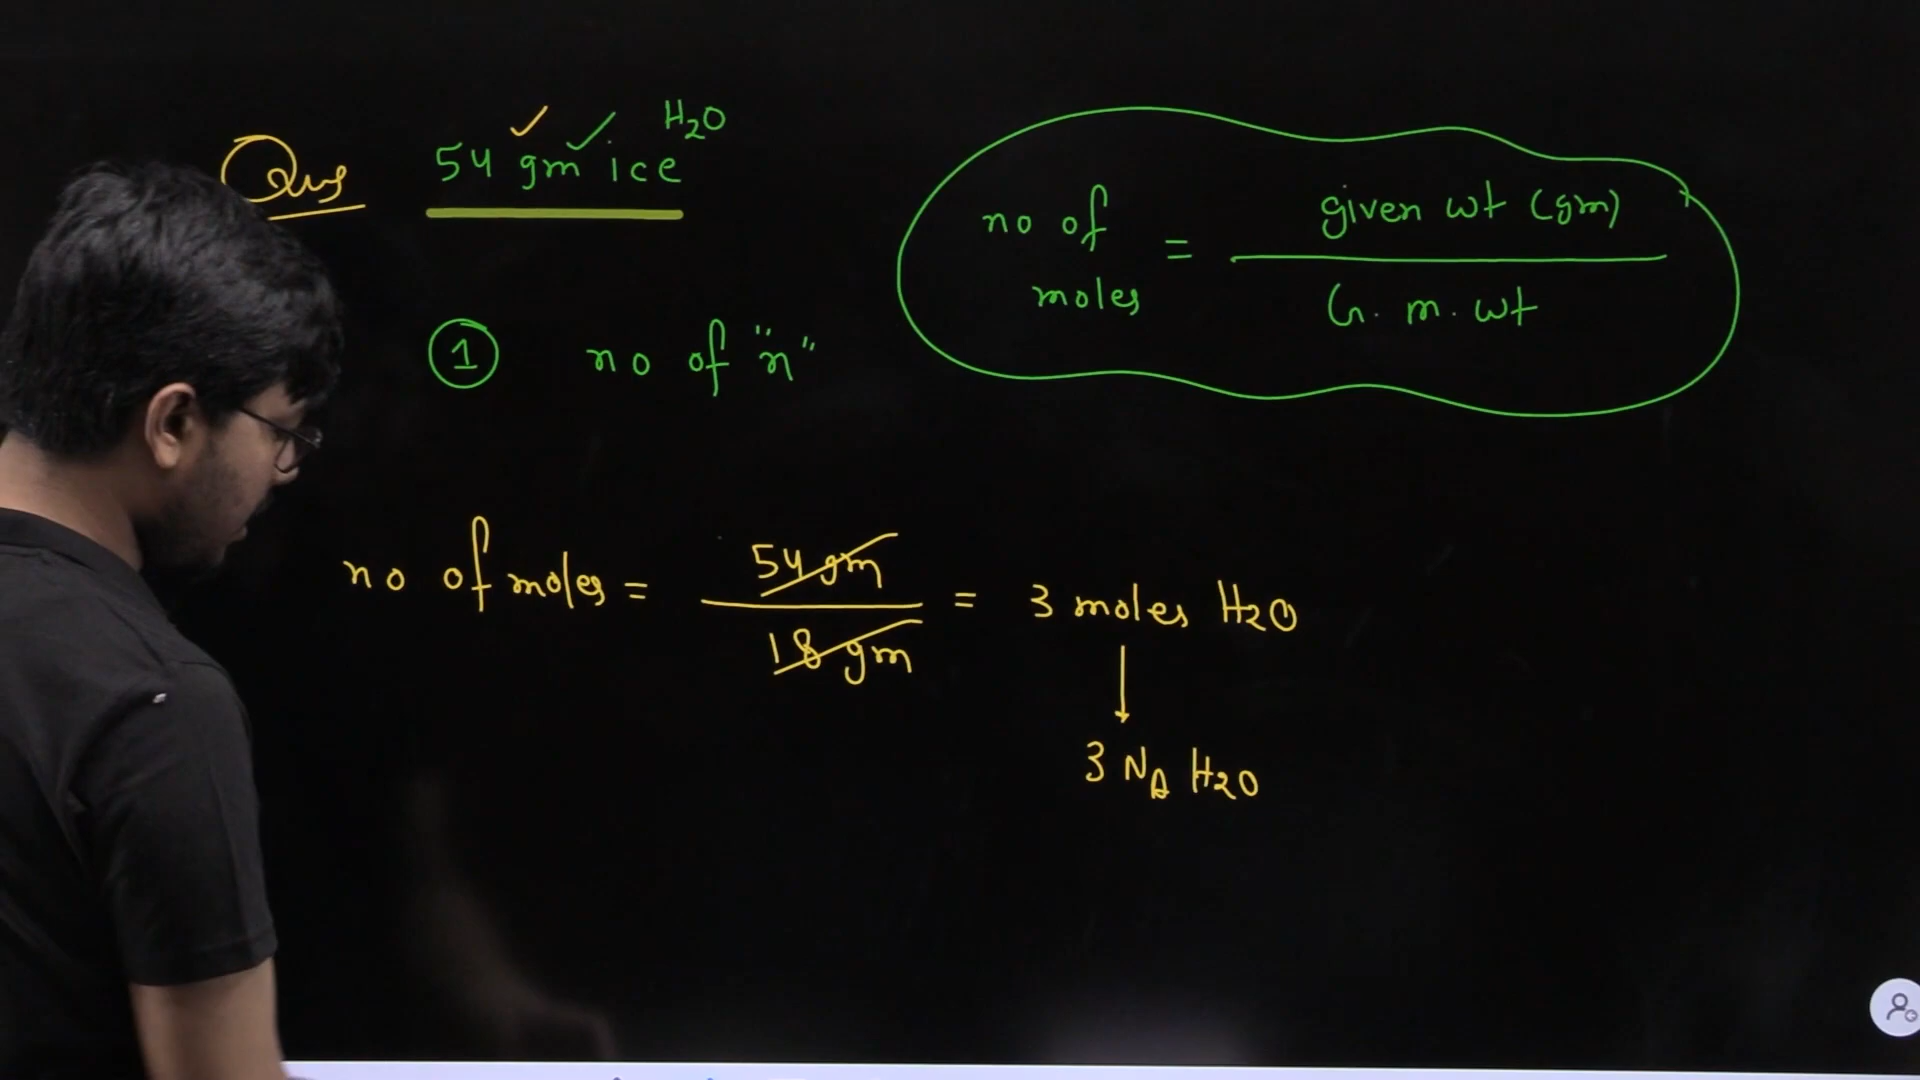 Ques 54 gm ice H2O
no of moles = given wt (gm) / G. m. wt
1 no of "n"
no of moles = 54 gm / 18 gm = 3 moles H2O
↓
3 NA H2O